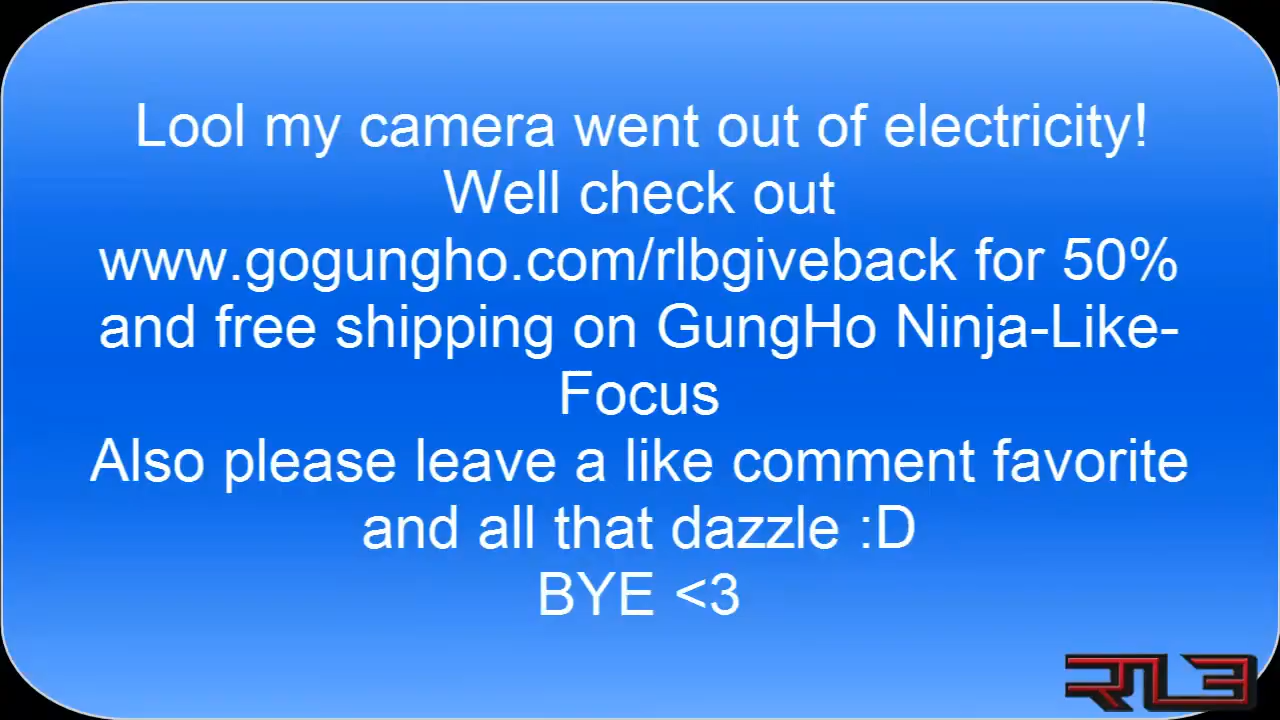 Lool my camera went out of electricity!
Well check out
www.gogungho.com/rlbgiveback for 50%
and free shipping on GungHo Ninja-Like-
Focus
Also please leave a like comment favorite
and all that dazzle :D
BYE <3